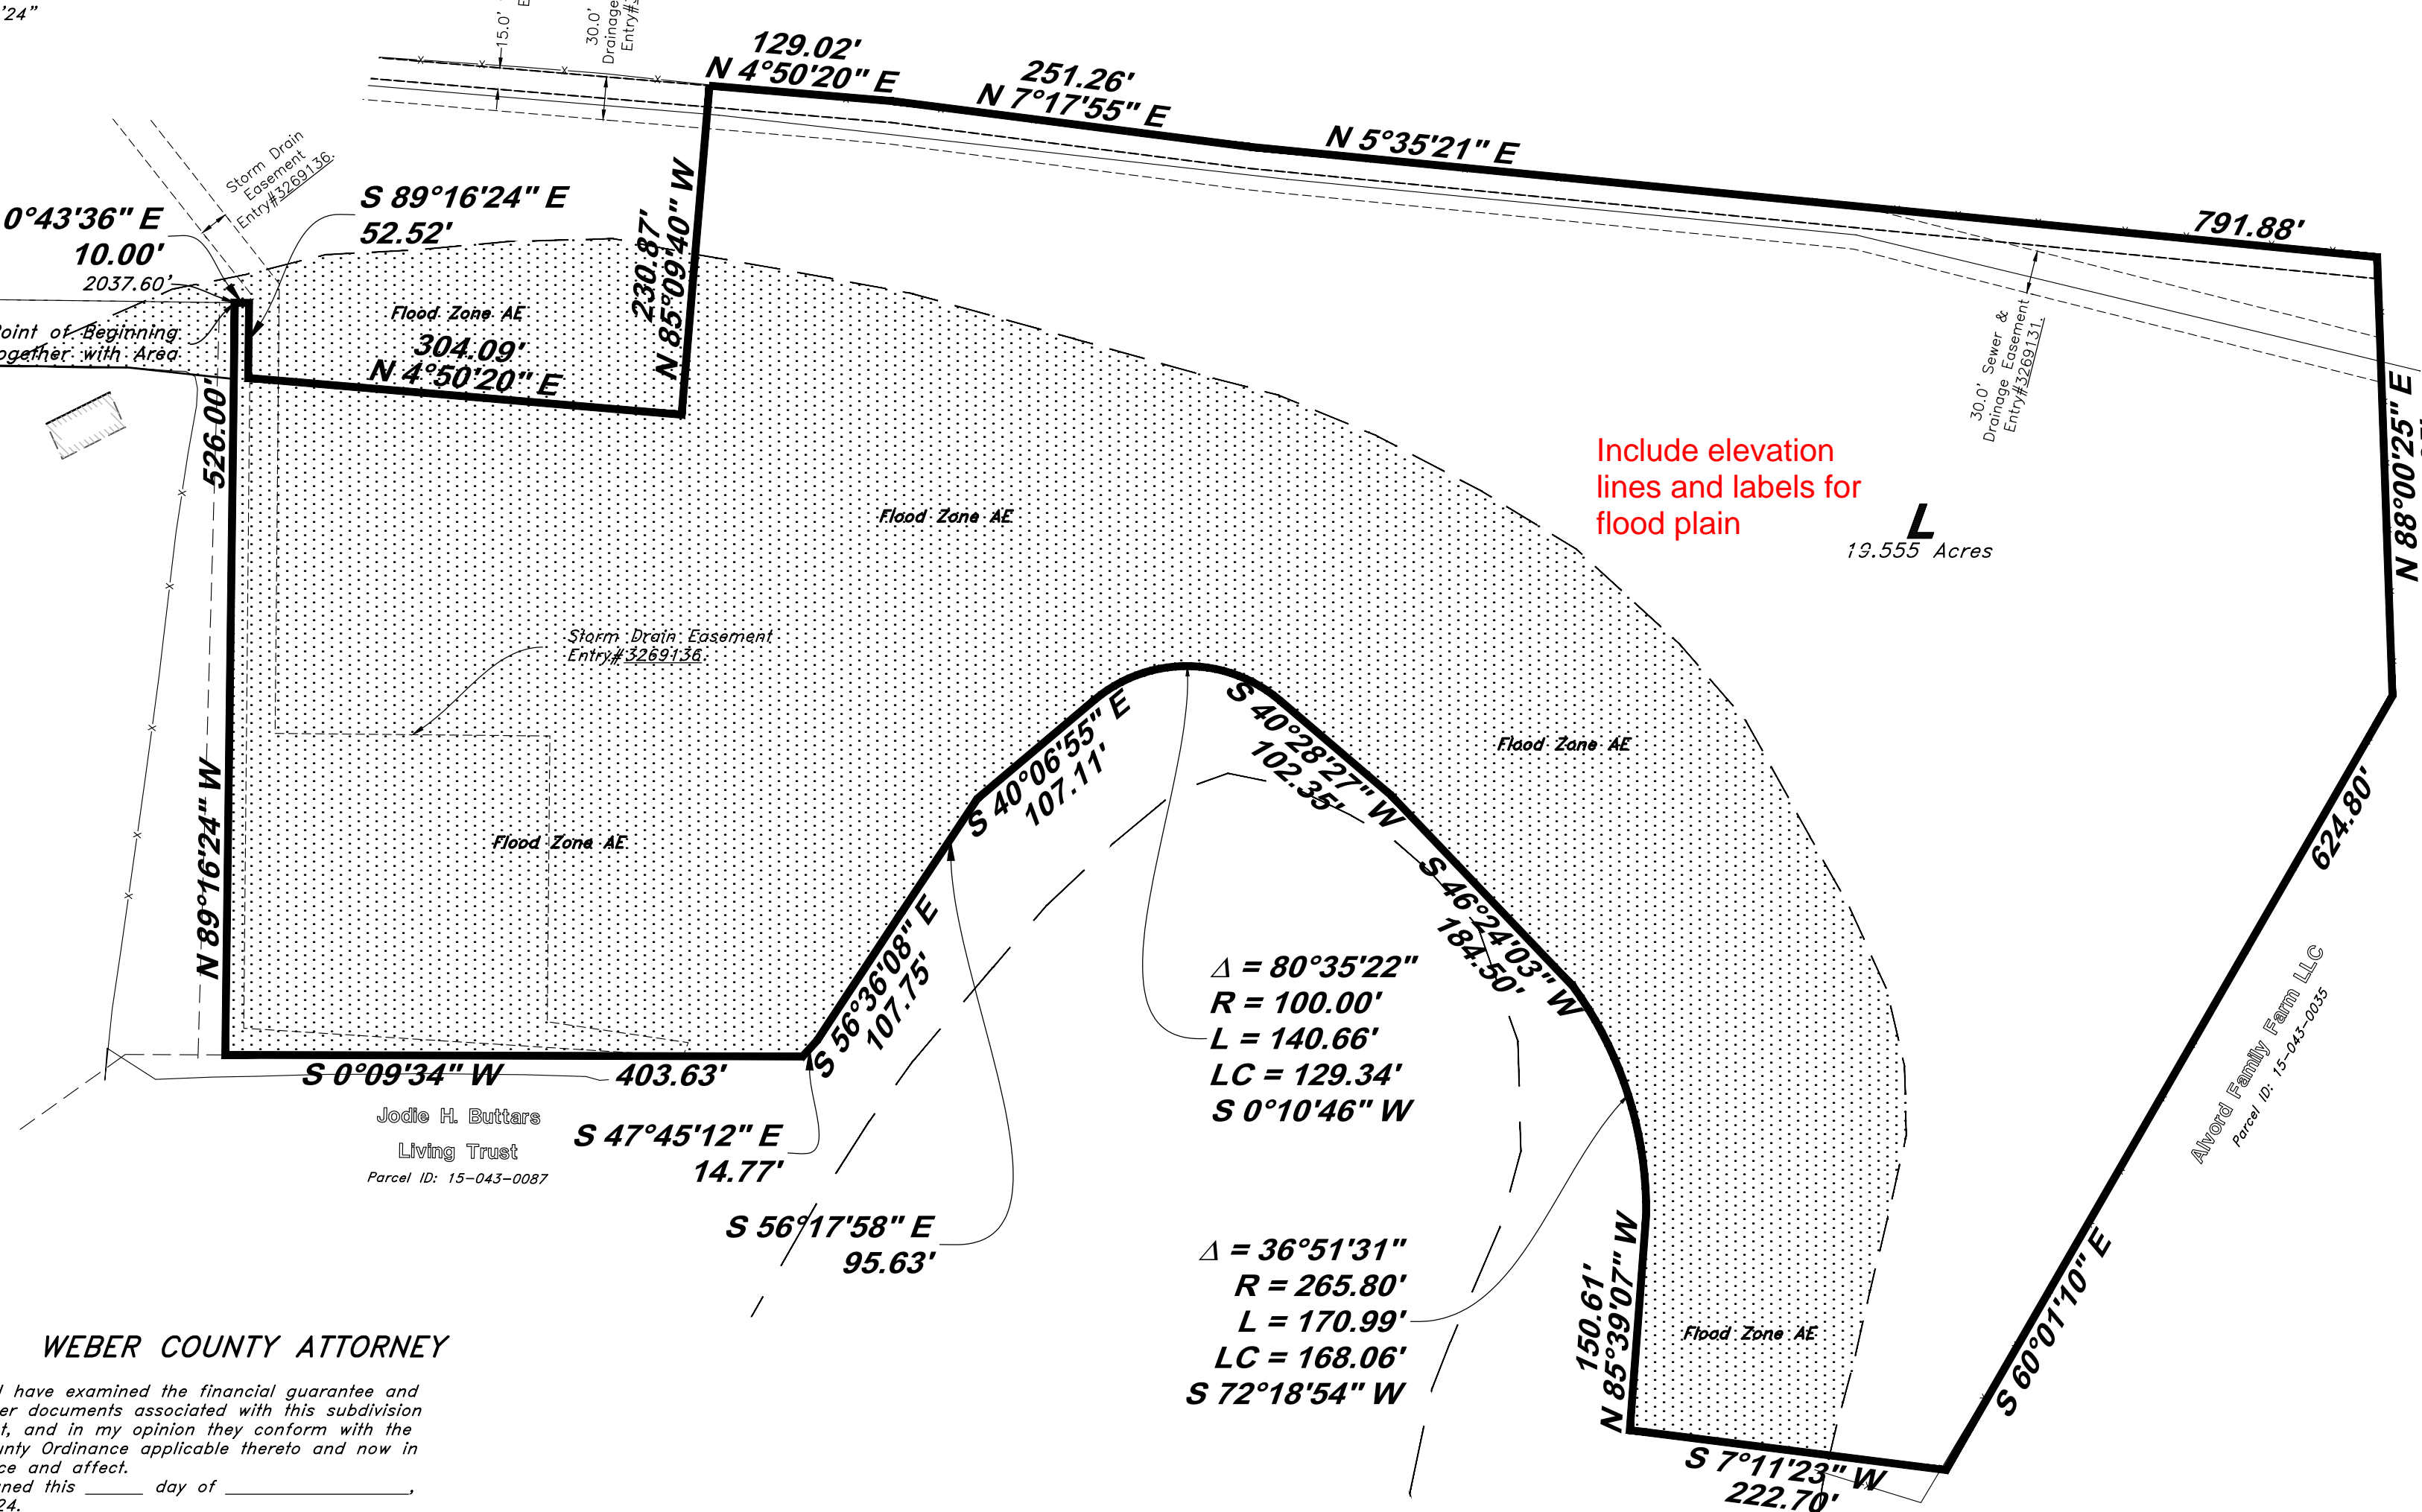 '24"
15.0'
30.0'
Drainage
129.02'
N 4°50'20" E
251.26'
N 7°17'55" E
N 5°35'21" E
791.88'
Storm Drain
Easement
Entry#3269136.
0°43'36" E
10.00'
2037.60'
S 89°16'24" E
52.52'
Point of Beginning
Together with Area
Flood Zone AE
304.09'
N 4°50'20" E
230.87'
N 85°09'40" W
526.00'
N 89°16'24" W
30.0' Sewer &
Drainage Easement
Entry#3269131.
N 88°00'25" E
Include elevation
lines and labels for
flood plain
L
19.555 Acres
Flood Zone AE
Storm Drain Easement
Entry#3269136.
Flood Zone AE
Flood Zone AE
S 40°06'55" E
107.11'
S 40°28'27" W
102.35'
S 46°24'03" W
184.50'
S 56°36'08" E
107.75'
624.80'
S 60°01'10" E
Alvord Family Farm LLC
Parcel ID: 15-043-0035
Δ = 80°35'22"
R = 100.00'
L = 140.66'
LC = 129.34'
S 0°10'46" W
S 0°09'34" W 403.63'
Jodie H. Buttars
Living Trust
Parcel ID: 15-043-0087
S 47°45'12" E
14.77'
S 56°17'58" E
95.63'
Δ = 36°51'31"
R = 265.80'
L = 170.99'
LC = 168.06'
S 72°18'54" W
150.61'
N 85°39'07" W
Flood Zone AE
S 7°11'23" W
222.70'
WEBER COUNTY ATTORNEY
I have examined the financial guarantee and
er documents associated with this subdivision
t, and in my opinion they conform with the
unty Ordinance applicable thereto and now in
ce and affect.
ned this ______ day of __________________,
24.